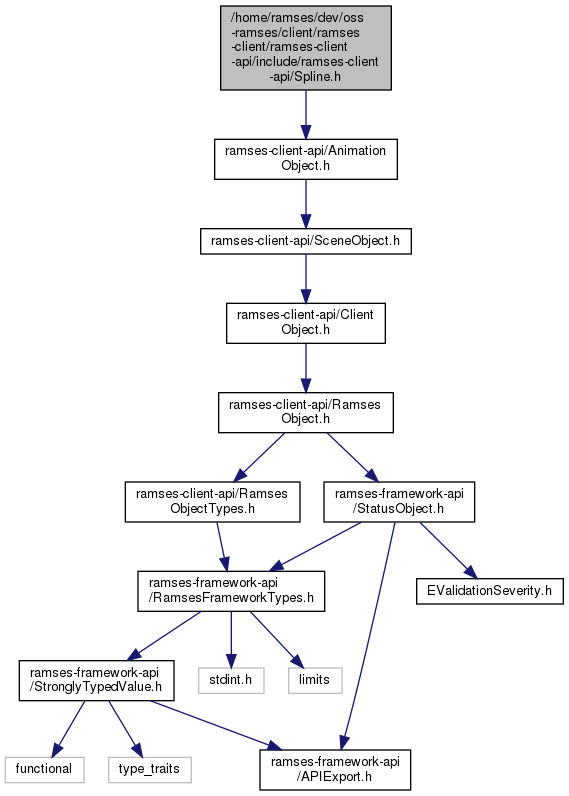 /home/ramses/dev/oss
-ramses/client/ramses
-client/ramses-client
-api/include/ramses-client
-api/Spline.h
ramses-client-api/Animation
Object.h
ramses-client-api/SceneObject.h
ramses-client-api/Client
Object.h
ramses-client-api/Ramses
Object.h
ramses-client-api/Ramses
ObjectTypes.h
ramses-framework-api
/StatusObject.h
ramses-framework-api
/RamsesFrameworkTypes.h
EValidationSeverity.h
ramses-framework-api
/StronglyTypedValue.h
stdint.h
limits
functional
type_traits
ramses-framework-api
/APIExport.h